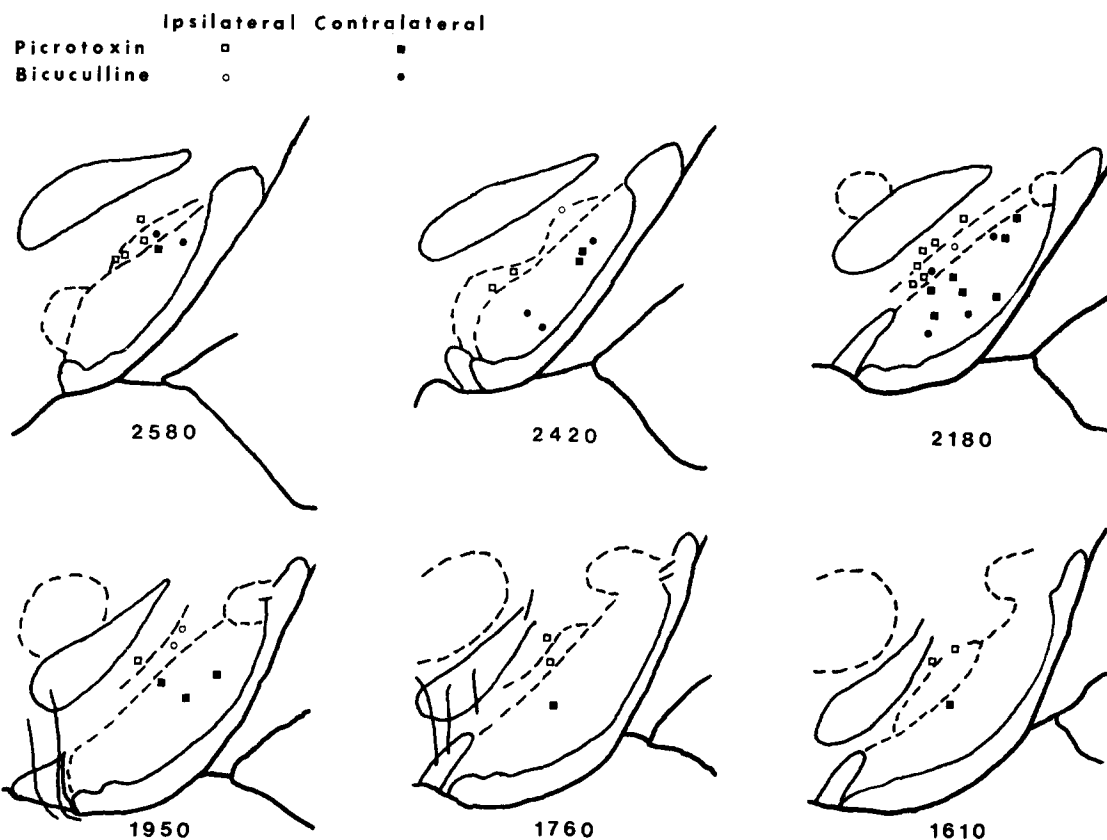 Ipsilateral Contralateral
Picrotoxin
Bicuculline
2580 2420 2180
1950 1760 1610